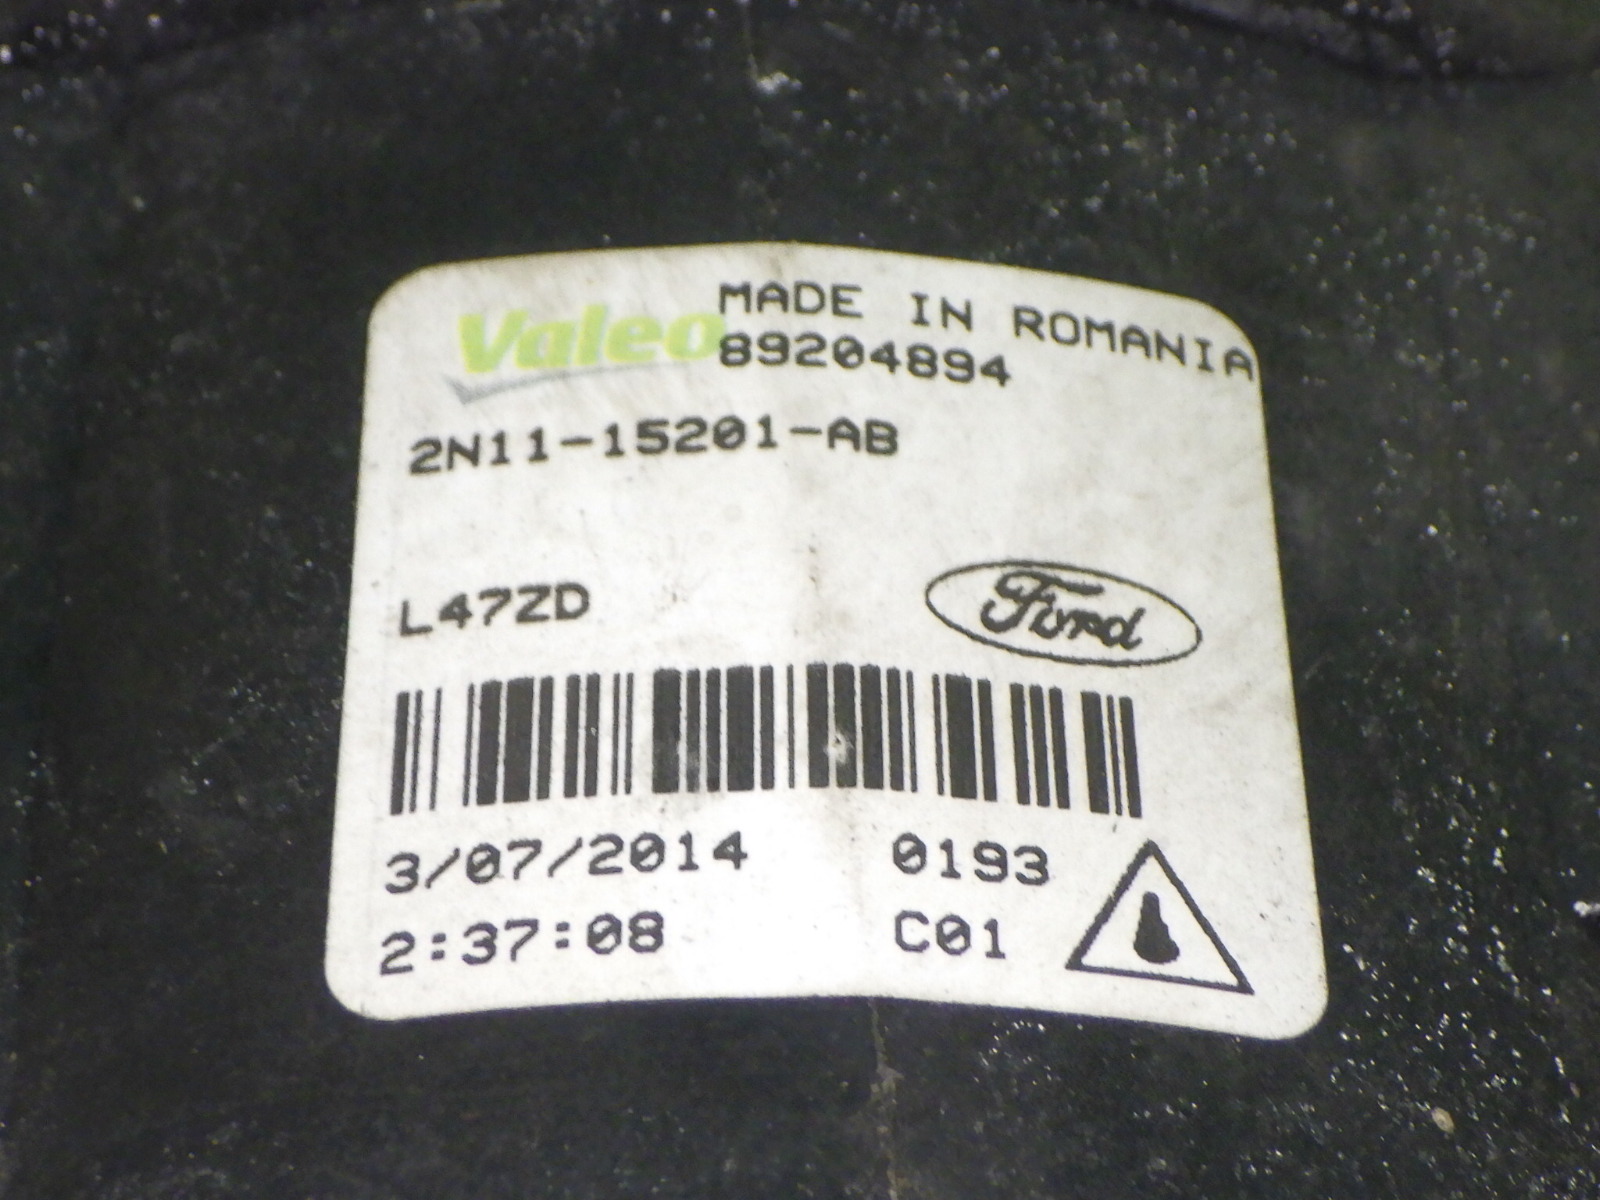 Valeo MADE IN ROMANIA
89204894
2N11-15201-AB
L47ZD
Ford
3/07/2014 0193
2:37:08 C01